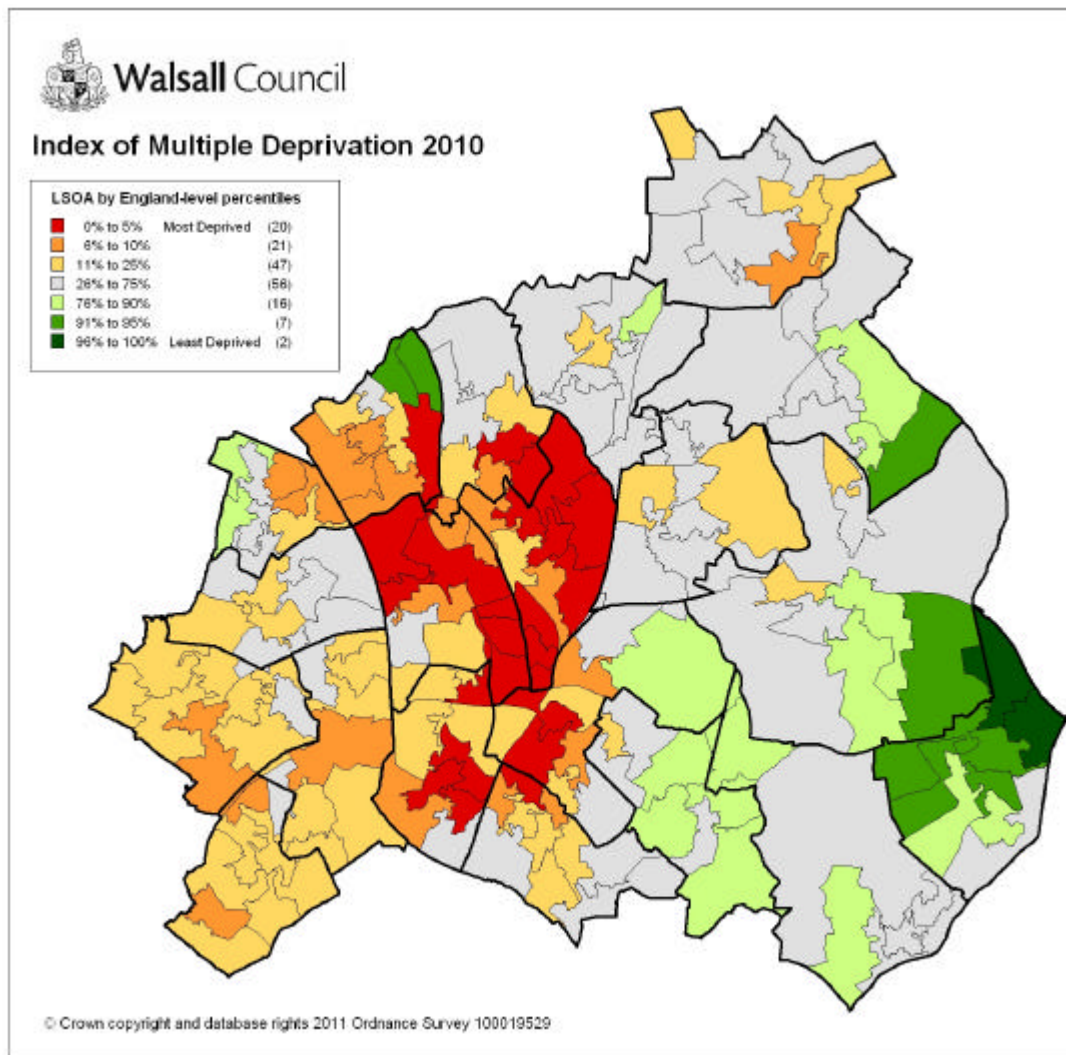 Walsall Council
Index of Multiple Deprivation 2010
LSOA by England-level percentiles
0% to 5% Most Deprived (20)
6% to 10% (21)
11% to 25% (47)
26% to 75% (56)
76% to 90% (16)
91% to 95% (7)
96% to 100% Least Deprived (2)
© Crown copyright and database rights 2011 Ordnance Survey 100019529